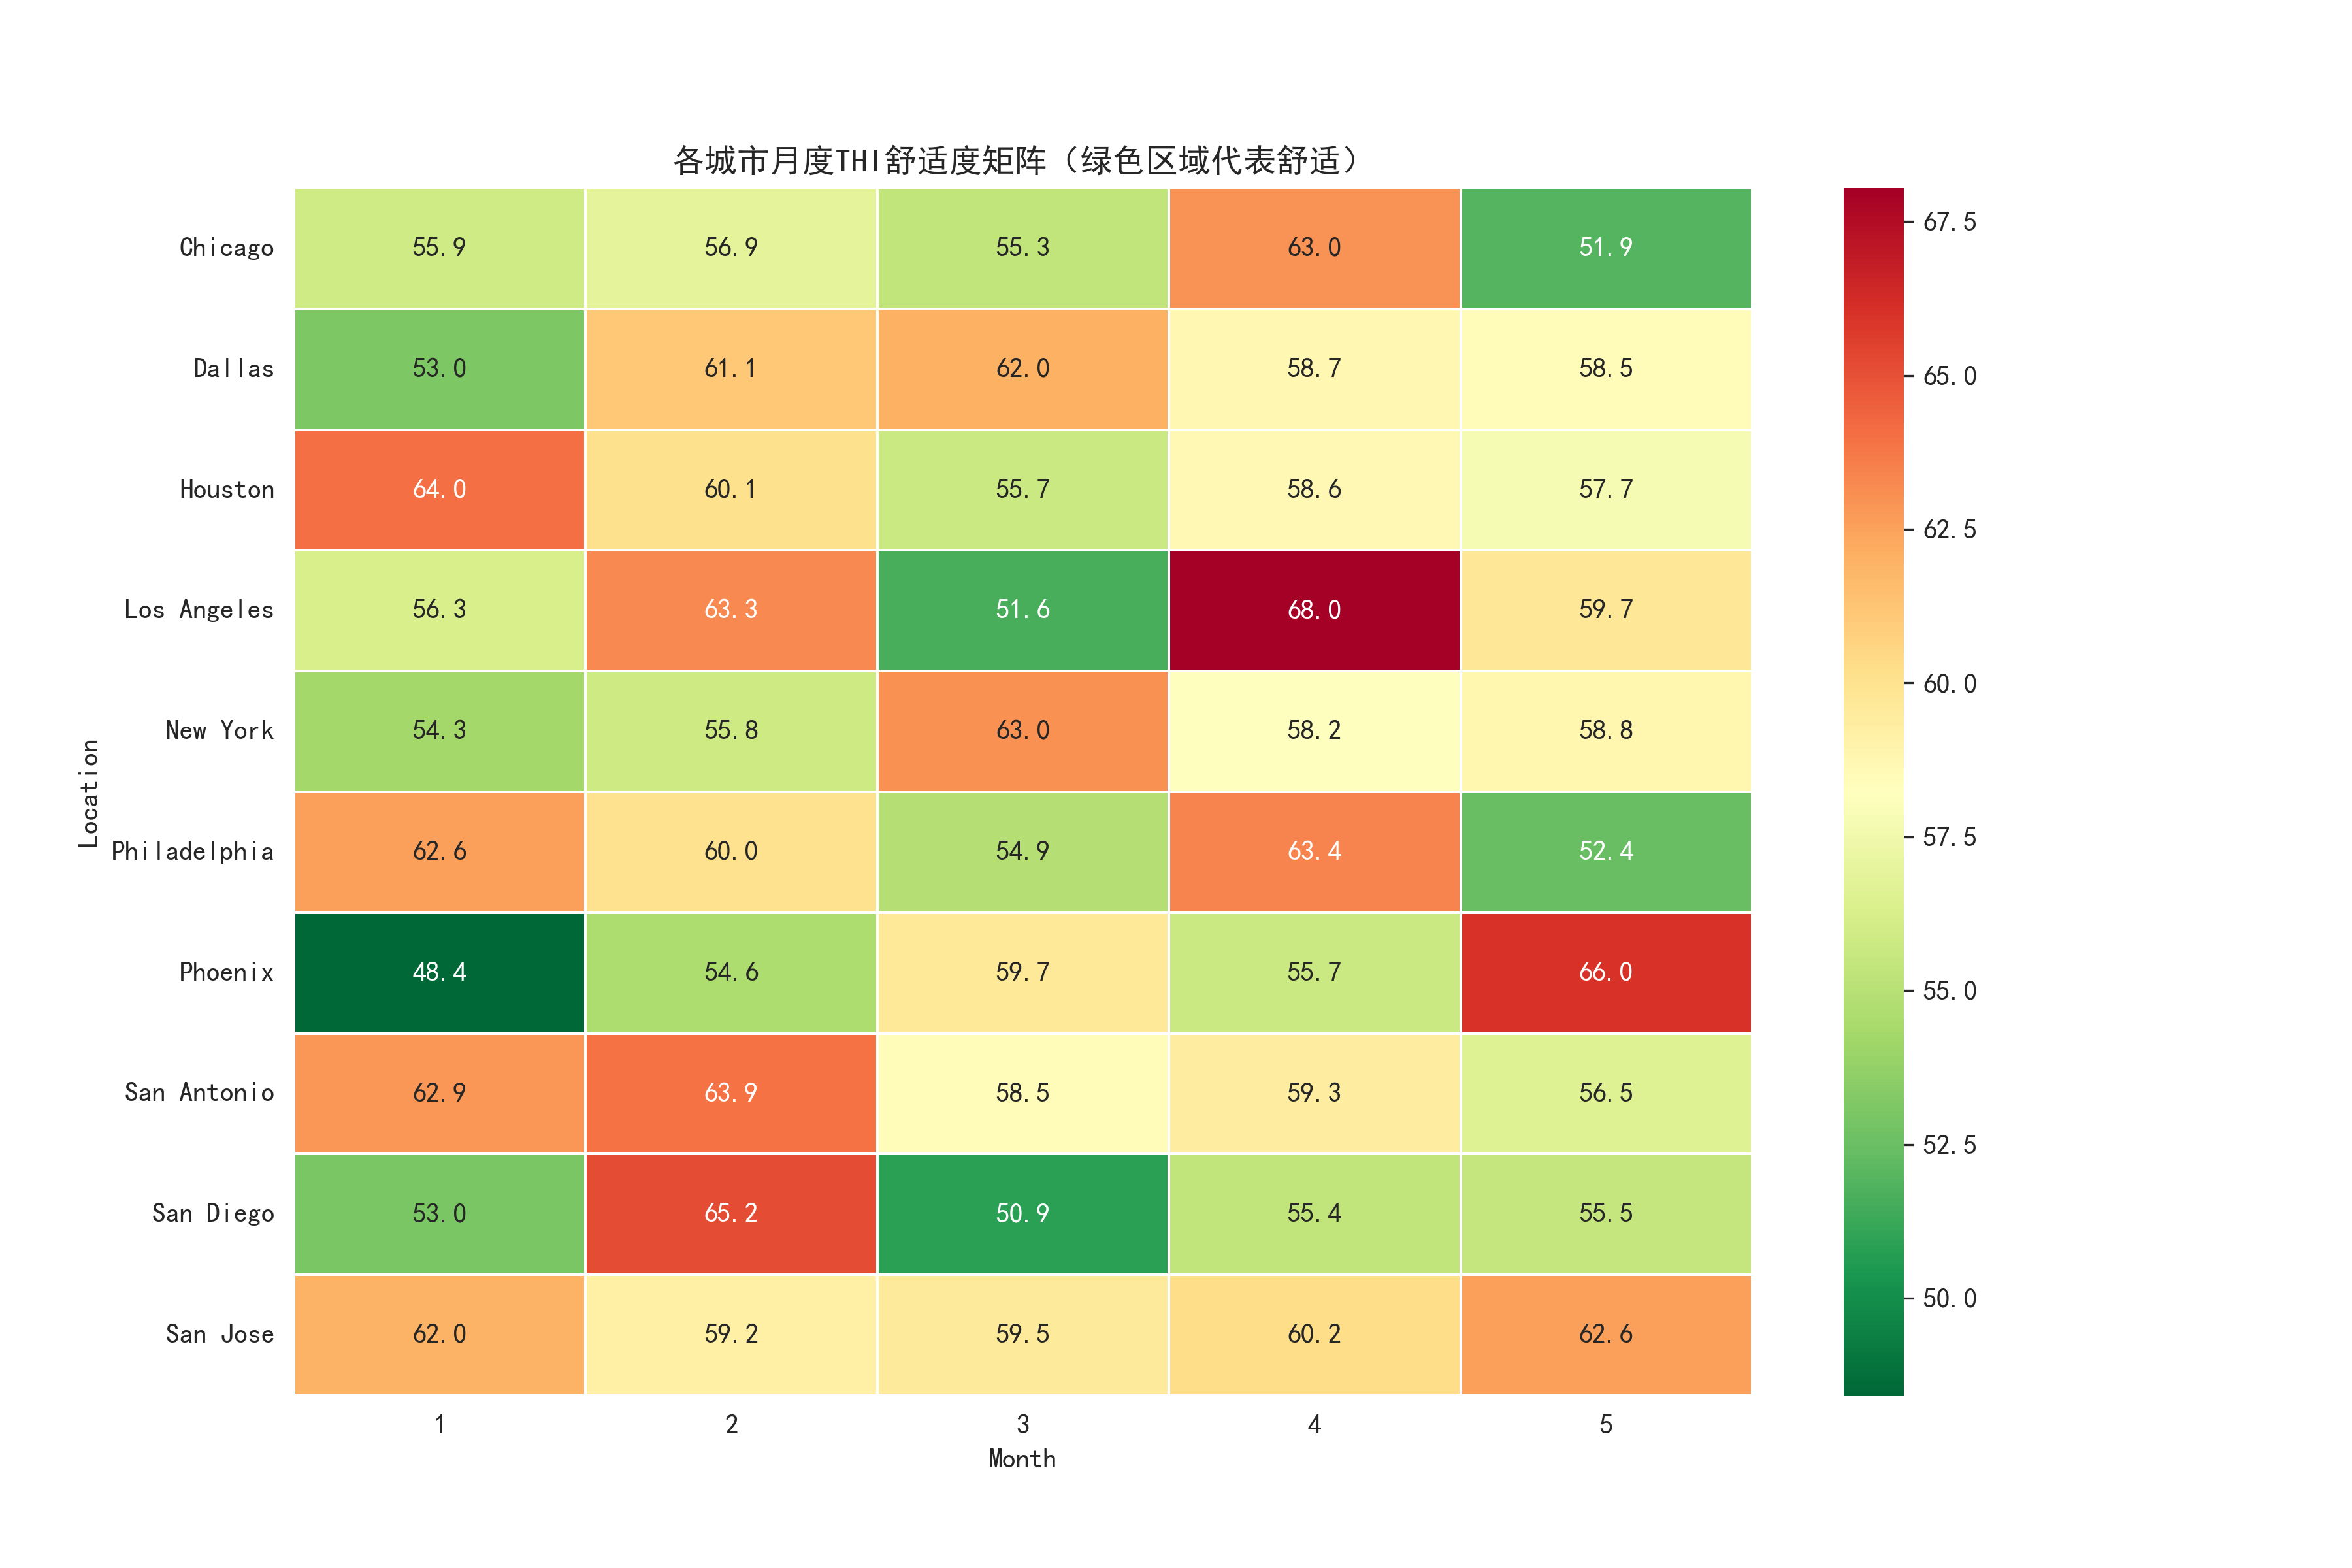 各城市月度THI舒适度矩阵（绿色区域代表舒适）
Chicago 55.9 56.9 55.3 63.0 51.9
Dallas 53.0 61.1 62.0 58.7 58.5
Houston 64.0 60.1 55.7 58.6 57.7
Los Angeles 56.3 63.3 51.6 68.0 59.7
New York 54.3 55.8 63.0 58.2 58.8
Philadelphia 62.6 60.0 54.9 63.4 52.4
Phoenix 48.4 54.6 59.7 55.7 66.0
San Antonio 62.9 63.9 58.5 59.3 56.5
San Diego 53.0 65.2 50.9 55.4 55.5
San Jose 62.0 59.2 59.5 60.2 62.6
1 2 3 4 5
Month
Location
67.5
65.0
62.5
60.0
57.5
55.0
52.5
50.0